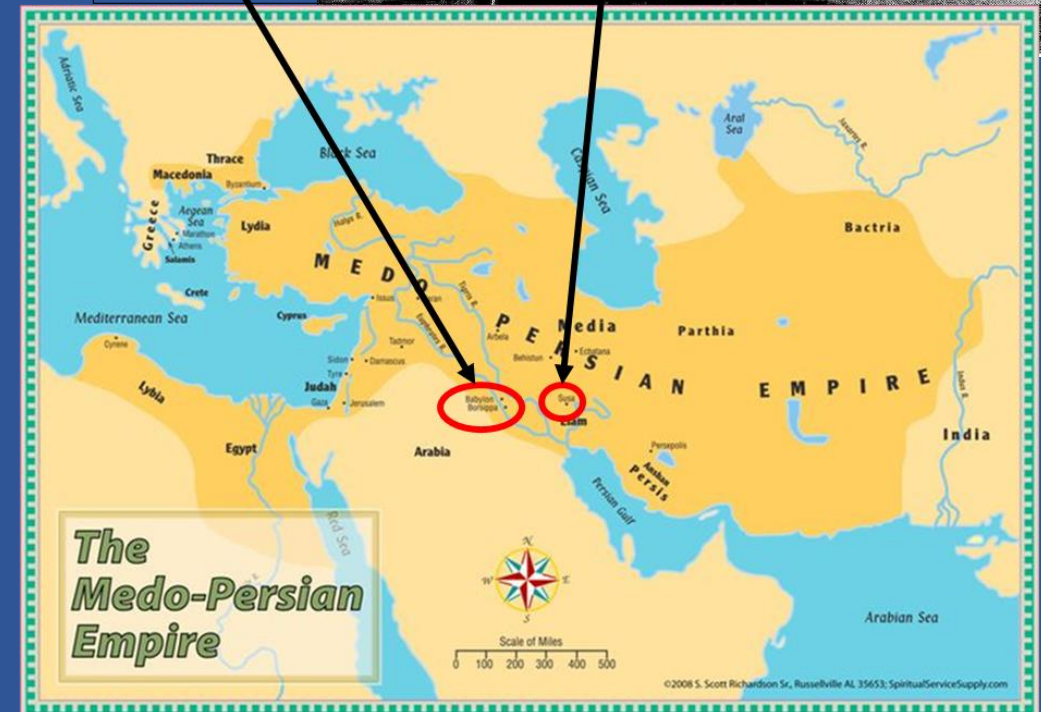 Adriatic Sea
Black Sea
Caspian Sea
Aral
Sea
Jaxartes R.
Thrace
Macedonia
Byzantium
Greece
Aegean
Sea
Marathon
Athens
Salamis
Lydia
Halys R.
Bactria
MEDO PERSIAN EMPIRE
Crete
Mediterranean Sea
Cyprus
Issus
Haran
Tigris R.
Euphrates R.
Arbela
Media
Parthia
Behistun
Ecbatana
Cyrene
Tadmor
Sidon
Damascus
Tyre
Judah
Gaza
Jerusalem
Lybia
Babylon
Borsippa
Susa
Elam
Indus R.
India
Egypt
Arabia
Persepolis
Anshan
Persis
Persian Gulf
Red Sea
The
Medo-Persian
Empire
N
W
E
S
Scale of Miles
0 100 200 300 400 500
Arabian Sea
©2008 S. Scott Richardson Sr., Russellville AL 35653; SpiritualServiceSupply.com